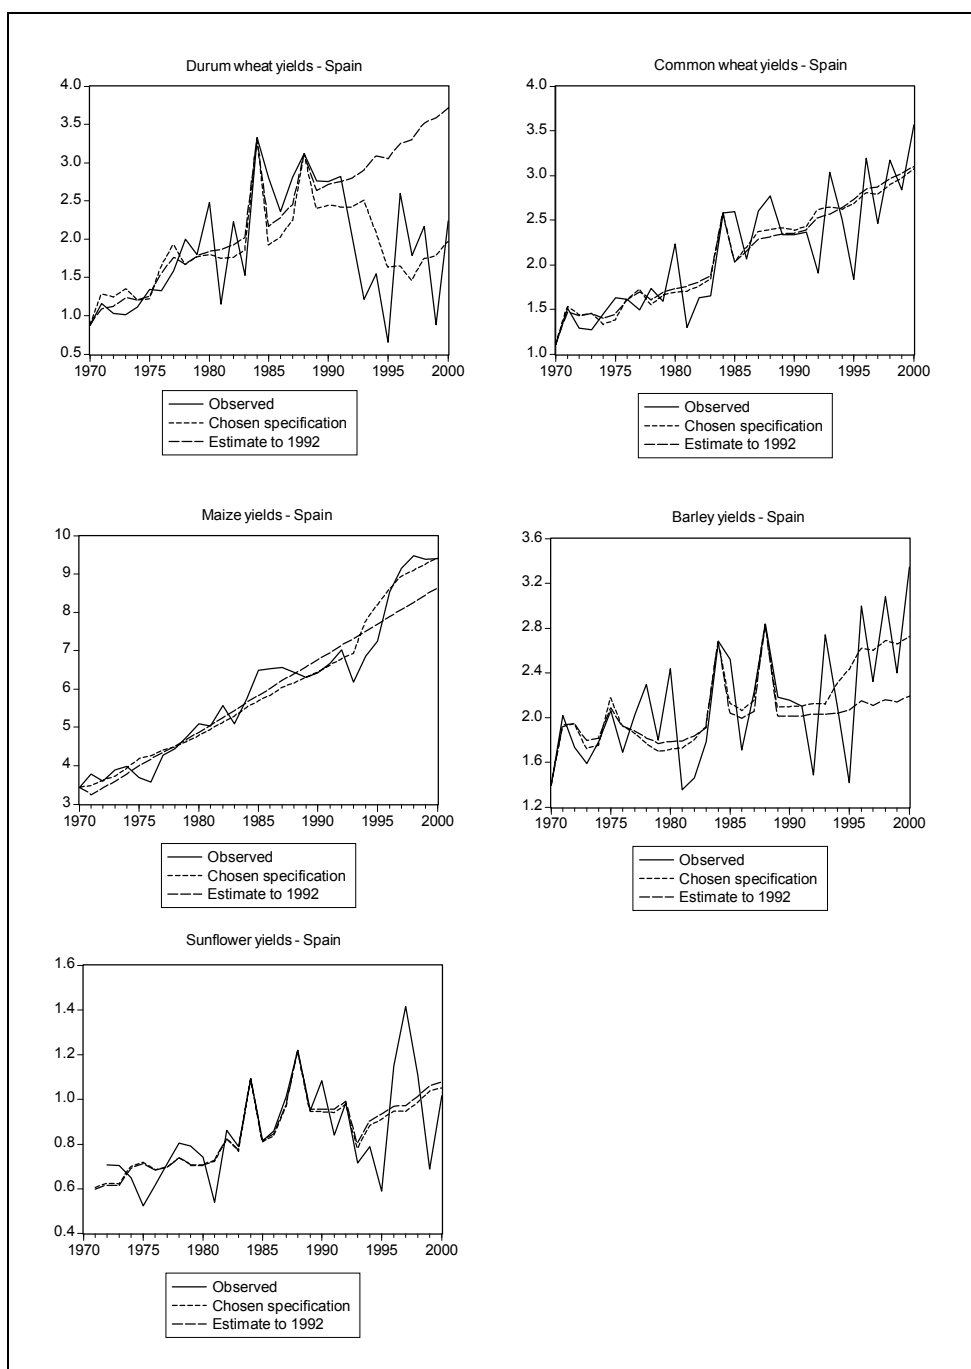 Durum wheat yields - Spain
4.0
3.5
3.0
2.5
2.0
1.5
1.0
0.5
1970 1975 1980 1985 1990 1995 2000
Observed
Chosen specification
Estimate to 1992
Common wheat yields - Spain
4.0
3.5
3.0
2.5
2.0
1.5
1.0
1970 1975 1980 1985 1990 1995 2000
Observed
Chosen specification
Estimate to 1992
Maize yields - Spain
10
9
8
7
6
5
4
3
1970 1975 1980 1985 1990 1995 2000
Observed
Chosen specification
Estimate to 1992
Barley yields - Spain
3.6
3.2
2.8
2.4
2.0
1.6
1.2
1970 1975 1980 1985 1990 1995 2000
Observed
Chosen specification
Estimate to 1992
Sunflower yields - Spain
1.6
1.4
1.2
1.0
0.8
0.6
0.4
1970 1975 1980 1985 1990 1995 2000
Observed
Chosen specification
Estimate to 1992